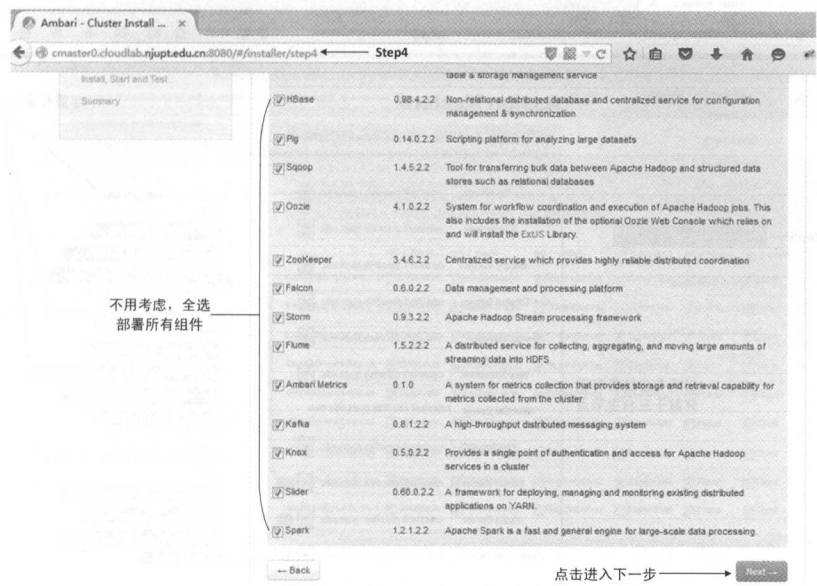 Ambari - Cluster Install ... ×
cmaster0.cloudlab.njupt.edu.cn:8080/#/installer/step4
Step4
Install, Start and Test
Summary
table & storage management service
HBase 0.98.4.2.2 Non-relational distributed database and centralized service for configuration
management & synchronization
Pig 0.14.0.2.2 Scripting platform for analyzing large datasets
Sqoop 1.4.5.2.2 Tool for transferring bulk data between Apache Hadoop and structured data
stores such as relational databases
Oozie 4.1.0.2.2 System for workflow coordination and execution of Apache Hadoop jobs. This
also includes the installation of the optional Oozie Web Console which relies on
and will install the ExtJS Library.
ZooKeeper 3.4.6.2.2 Centralized service which provides highly reliable distributed coordination
Falcon 0.6.0.2.2 Data management and processing platform
不用考虑，全选
部署所有组件
Storm 0.9.3.2.2 Apache Hadoop Stream processing framework
Flume 1.5.2.2.2 A distributed service for collecting, aggregating, and moving large amounts of
streaming data into HDFS
Ambari Metrics 0.1.0 A system for metrics collection that provides storage and retrieval capability for
metrics collected from the cluster
Kafka 0.8.1.2.2 A high-throughput distributed messaging system
Knox 0.5.0.2.2 Provides a single point of authentication and access for Apache Hadoop
services in a cluster
Slider 0.60.0.2.2 A framework for deploying, managing and monitoring existing distributed
applications on YARN.
Spark 1.2.1.2.2 Apache Spark is a fast and general engine for large-scale data processing.
← Back
点击进入下一步
Next →